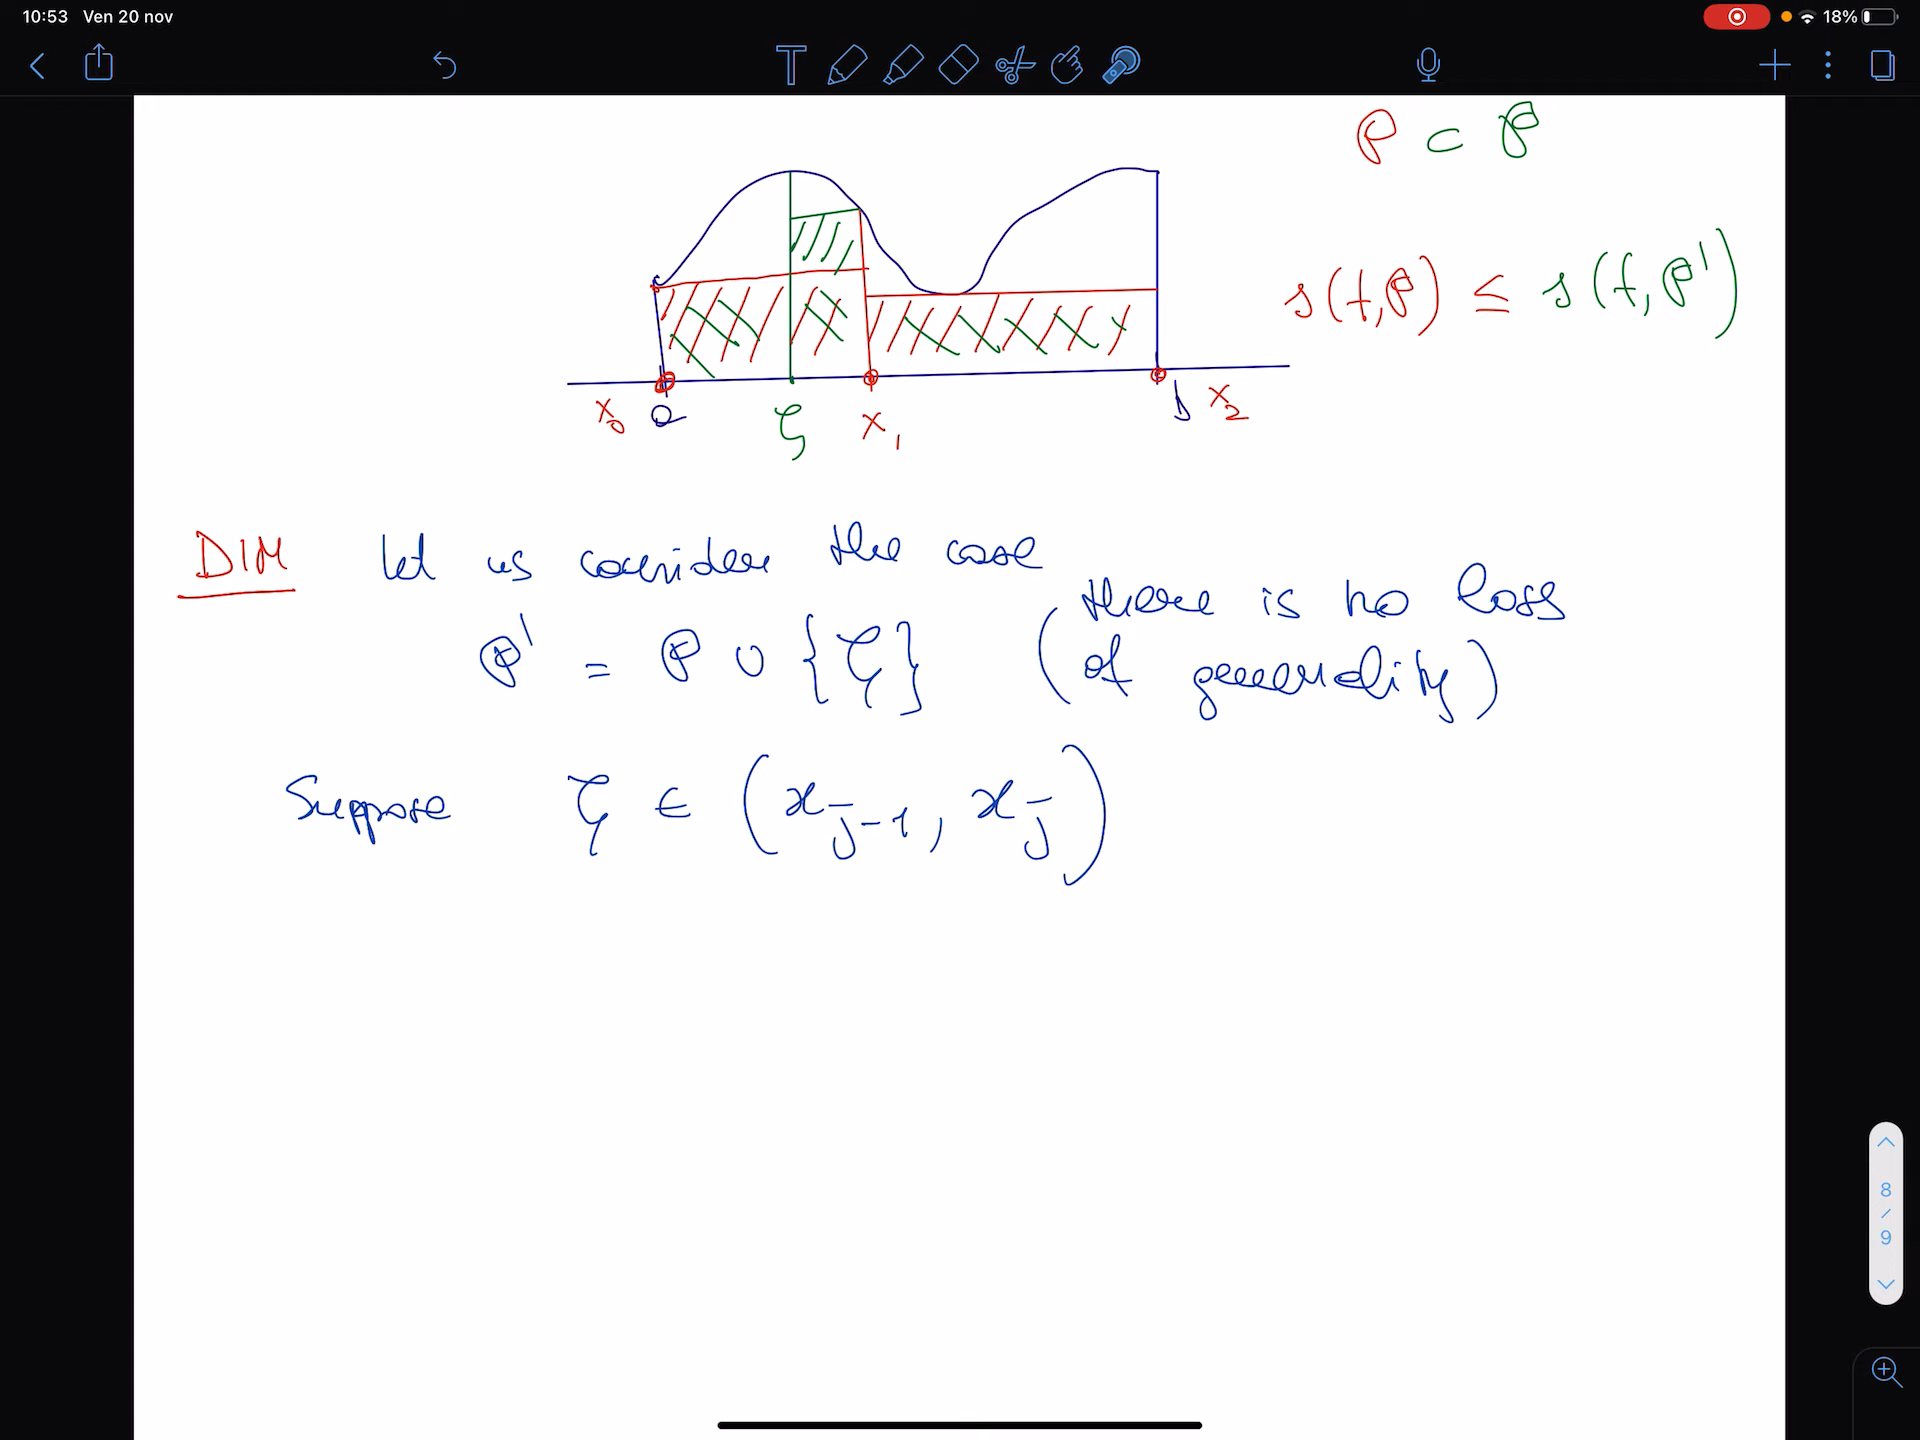 10:53 Ven 20 nov
18%
P ⊂ P
s(f,P) ≤ s(f,P')
x₀ a ζ x₁ b x₂
DIM let us consider the case
P' = P ∪ {ζ} (there is no loss
of generality)
Suppose ζ ∈ (x_{j̄-1}, x_{j̄})
8
/
9